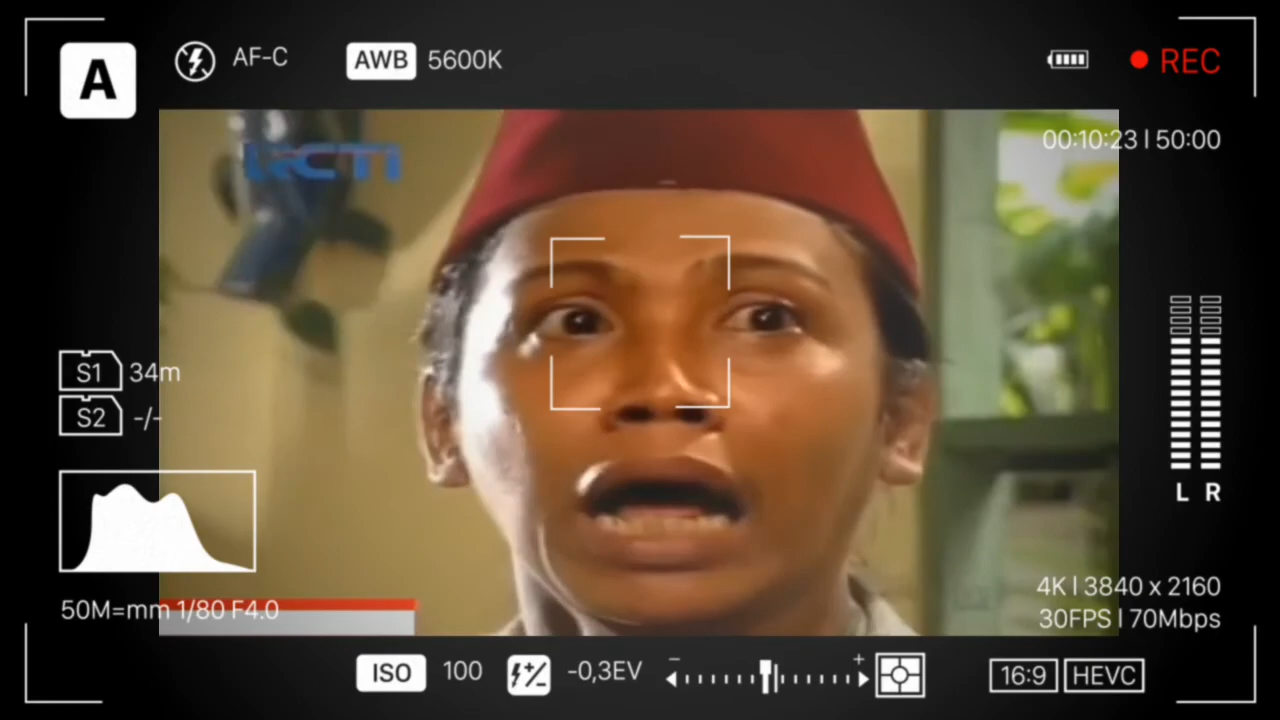 A
AF-C
AWB 5600K
REC
00:10:23 | 50:00
RCTI
S1 34m
S2 -/-
L R
50M=mm 1/80 F4.0
4K | 3840 x 2160
30FPS | 70Mbps
ISO 100
-0,3EV
16:9 HEVC